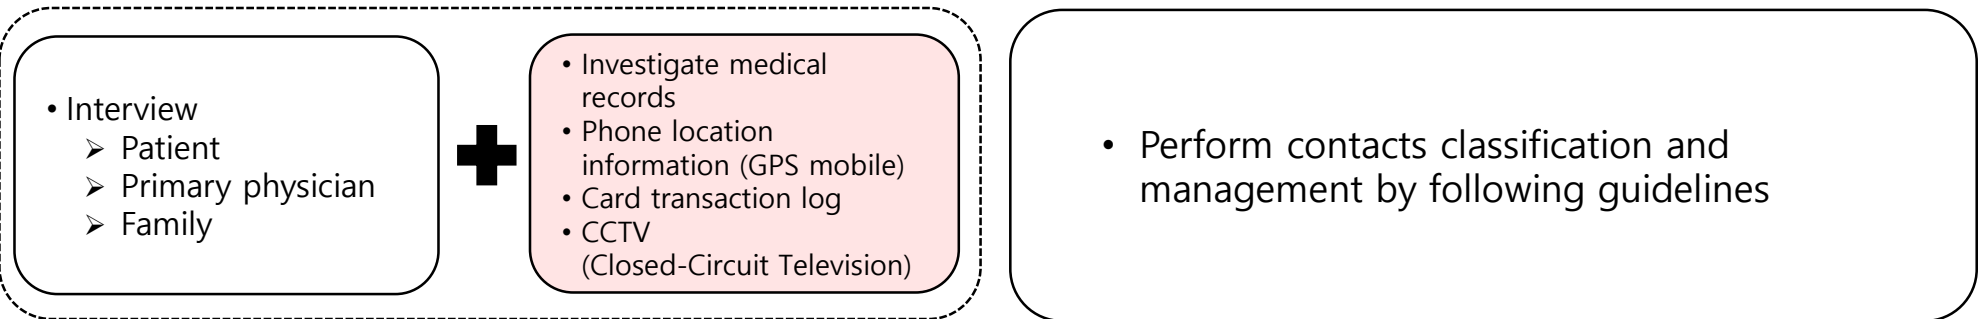 • Interview
➢ Patient
➢ Primary physician
➢ Family
• Investigate medical
records
• Phone location
information (GPS mobile)
• Card transaction log
• CCTV
(Closed-Circuit Television)
• Perform contacts classification and
management by following guidelines